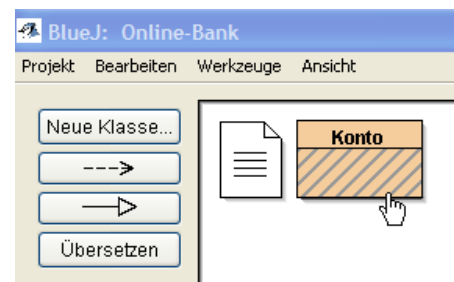 BlueJ: Online-Bank
Projekt Bearbeiten Werkzeuge Ansicht
Neue Klasse...
Konto
Übersetzen